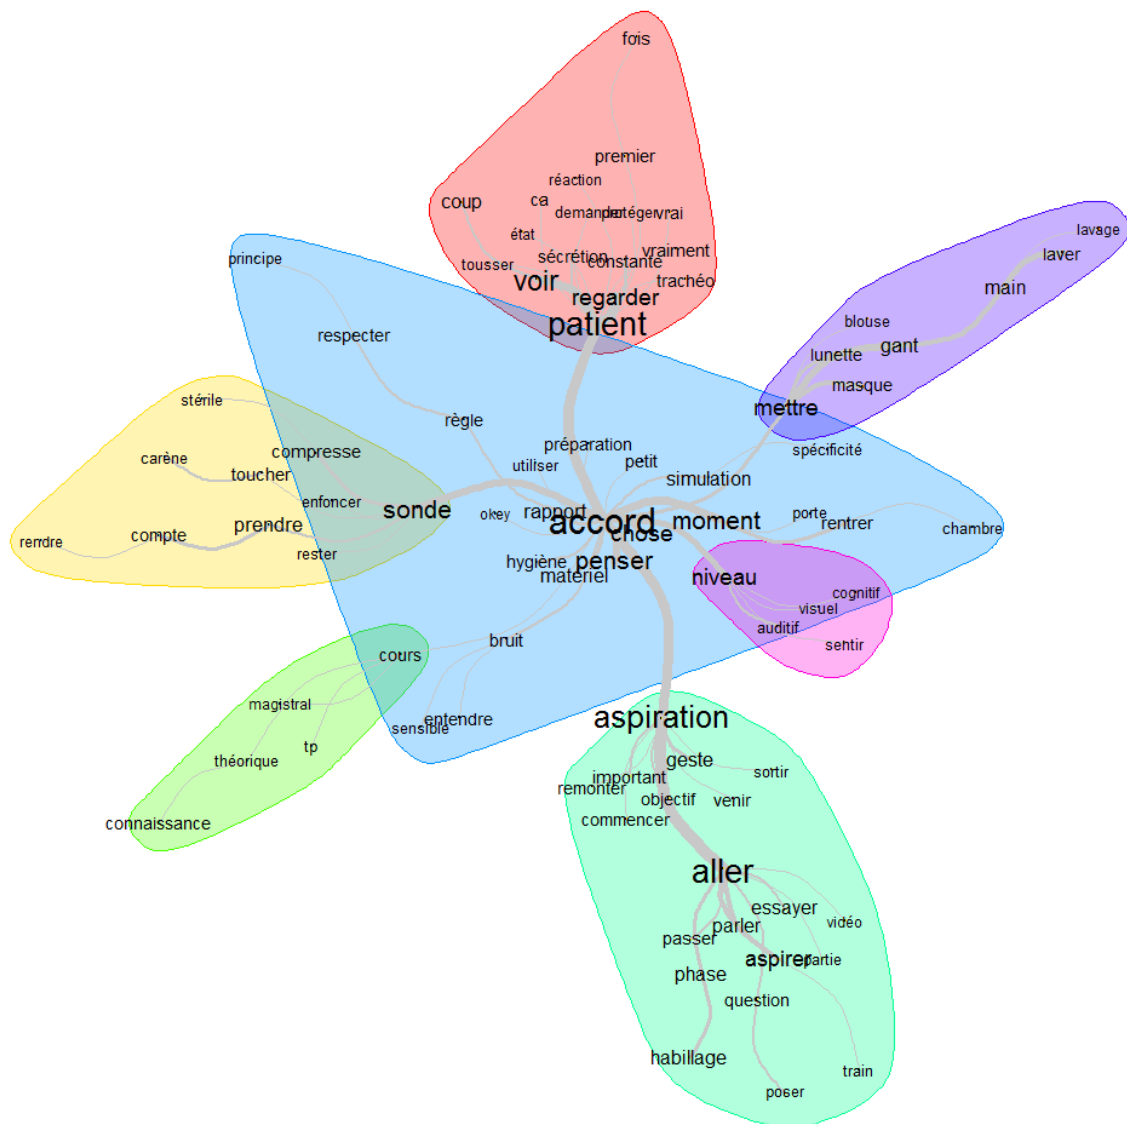 fois
premier
réaction
coup
ca
demander
protéger
vrai
état
vraiment
sécrétion
constante
tousser
trachéo
voir
regarder
patient
lavage
laver
main
blouse
gant
lunette
masque
mettre
principe
respecter
règle
préparation
spécificité
utiliser
petit
simulation
okey
rapport
accord
moment
porte
rentrer
chambre
chose
hygiène
penser
matériel
bruit
sensible
entendre
stérile
carène
compresse
toucher
enfoncer
sonde
prendre
compte
rendre
rester
niveau
cognitif
visuel
auditif
sentir
cours
magistral
tp
théorique
connaissance
aspiration
geste
sortir
important
remonter
objectif
venir
commencer
aller
essayer
vidéo
parler
passer
aspirer
partie
phase
question
habillage
train
poser